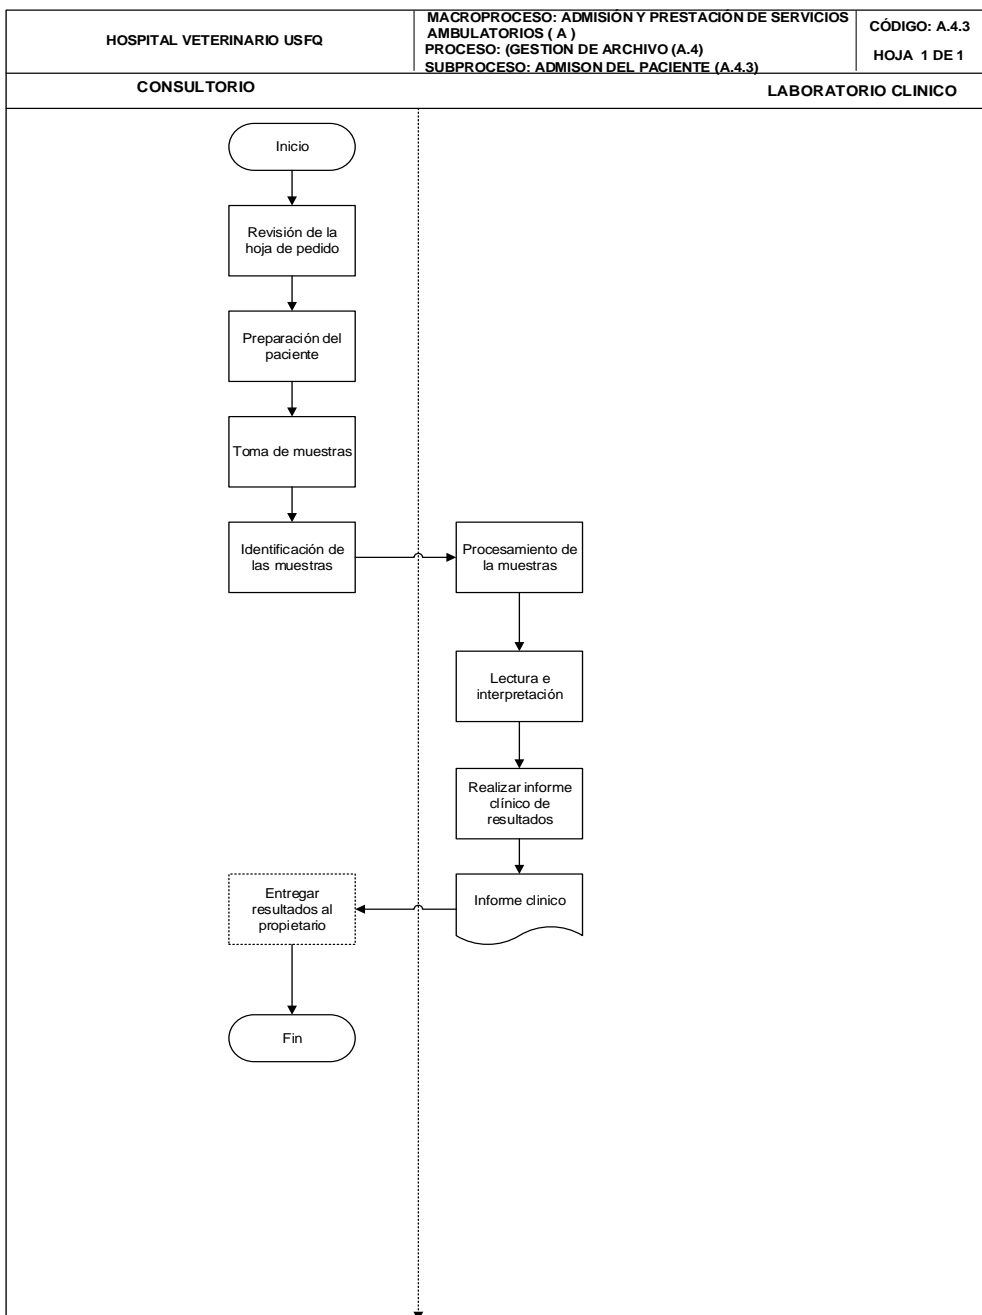 HOSPITAL VETERINARIO USFQ
MACROPROCESO: ADMISIÓN Y PRESTACIÓN DE SERVICIOS
AMBULATORIOS ( A )
PROCESO: (GESTION DE ARCHIVO (A.4)
SUBPROCESO: ADMISON DEL PACIENTE (A.4.3)
CÓDIGO: A.4.3
HOJA 1 DE 1
CONSULTORIO
LABORATORIO CLINICO
Inicio
Revisión de la
hoja de pedido
Preparación del
paciente
Toma de muestras
Identificación de
las muestras
Procesamiento de
la muestras
Lectura e
interpretación
Realizar informe
clínico de
resultados
Informe clinico
Entregar
resultados al
propietario
Fin